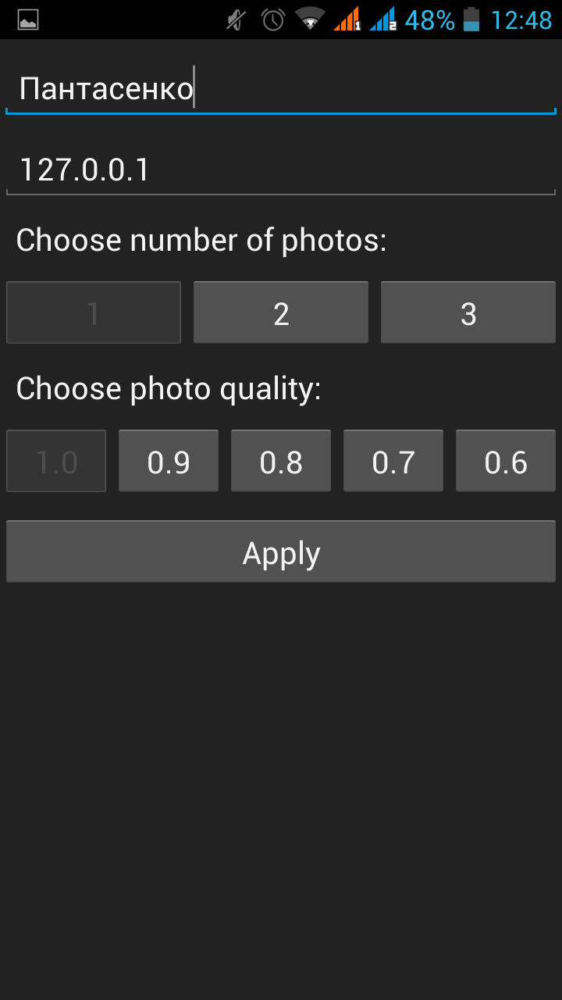 48% 12:48
Пантасенко
127.0.0.1
Choose number of photos:
1 2 3
Choose photo quality:
1.0 0.9 0.8 0.7 0.6
Apply